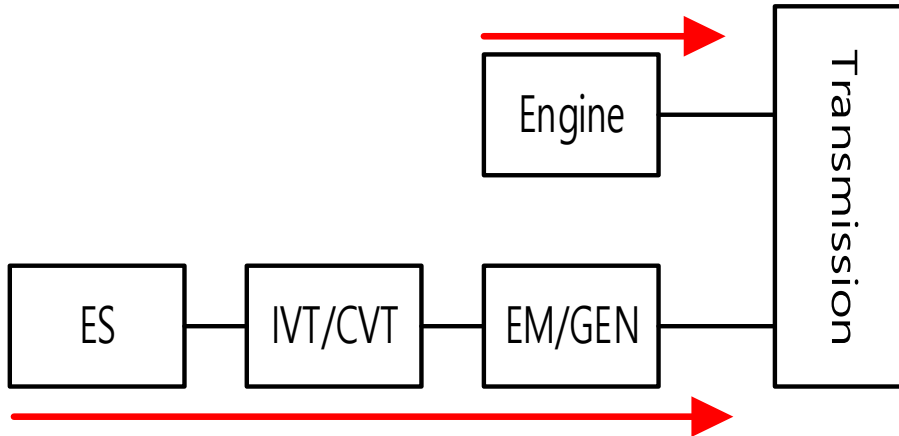 Engine
Transmission
ES
IVT/CVT
EM/GEN